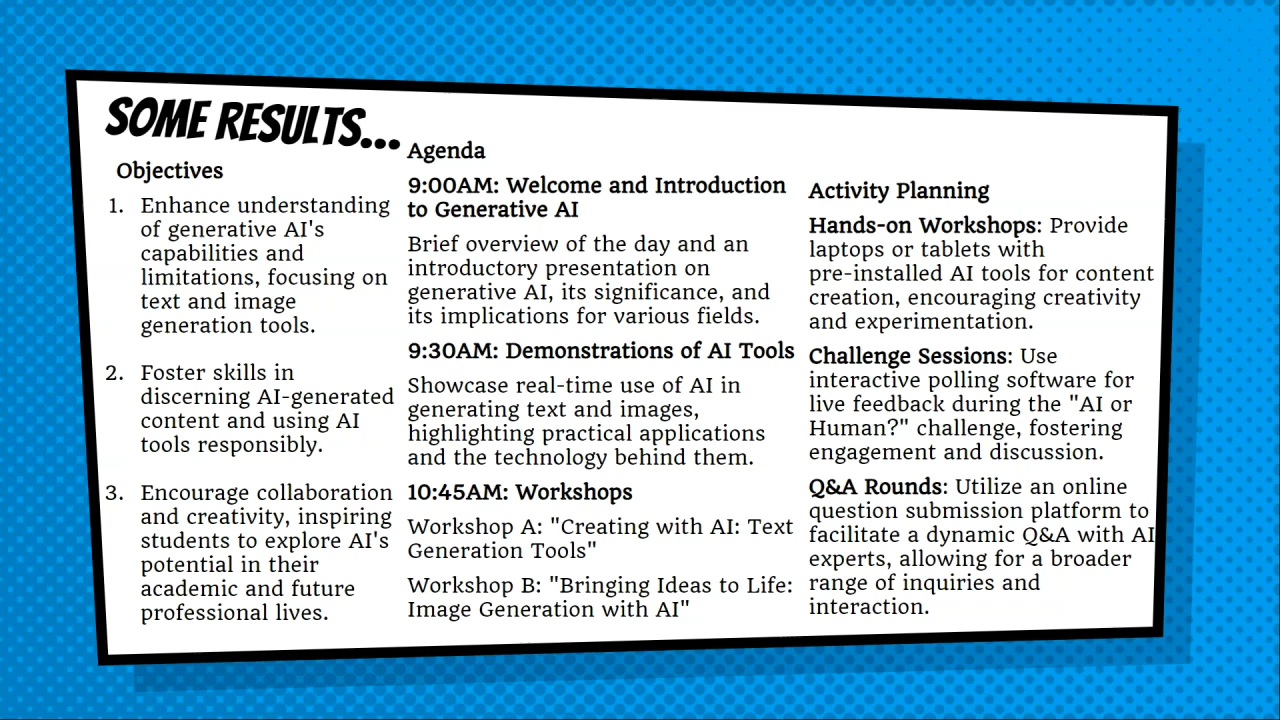 SOME RESULTS...
Objectives
1. Enhance understanding
of generative AI's
capabilities and
limitations, focusing on
text and image
generation tools.
2. Foster skills in
discerning AI-generated
content and using AI
tools responsibly.
3. Encourage collaboration
and creativity, inspiring
students to explore AI's
potential in their
academic and future
professional lives.
Agenda
9:00AM: Welcome and Introduction
to Generative AI
Brief overview of the day and an
introductory presentation on
generative AI, its significance, and
its implications for various fields.
9:30AM: Demonstrations of AI Tools
Showcase real-time use of AI in
generating text and images,
highlighting practical applications
and the technology behind them.
10:45AM: Workshops
Workshop A: "Creating with AI: Text
Generation Tools"
Workshop B: "Bringing Ideas to Life:
Image Generation with AI"
Activity Planning
Hands-on Workshops: Provide
laptops or tablets with
pre-installed AI tools for content
creation, encouraging creativity
and experimentation.
Challenge Sessions: Use
interactive polling software for
live feedback during the "AI or
Human?" challenge, fostering
engagement and discussion.
Q&A Rounds: Utilize an online
question submission platform to
facilitate a dynamic Q&A with AI
experts, allowing for a broader
range of inquiries and
interaction.